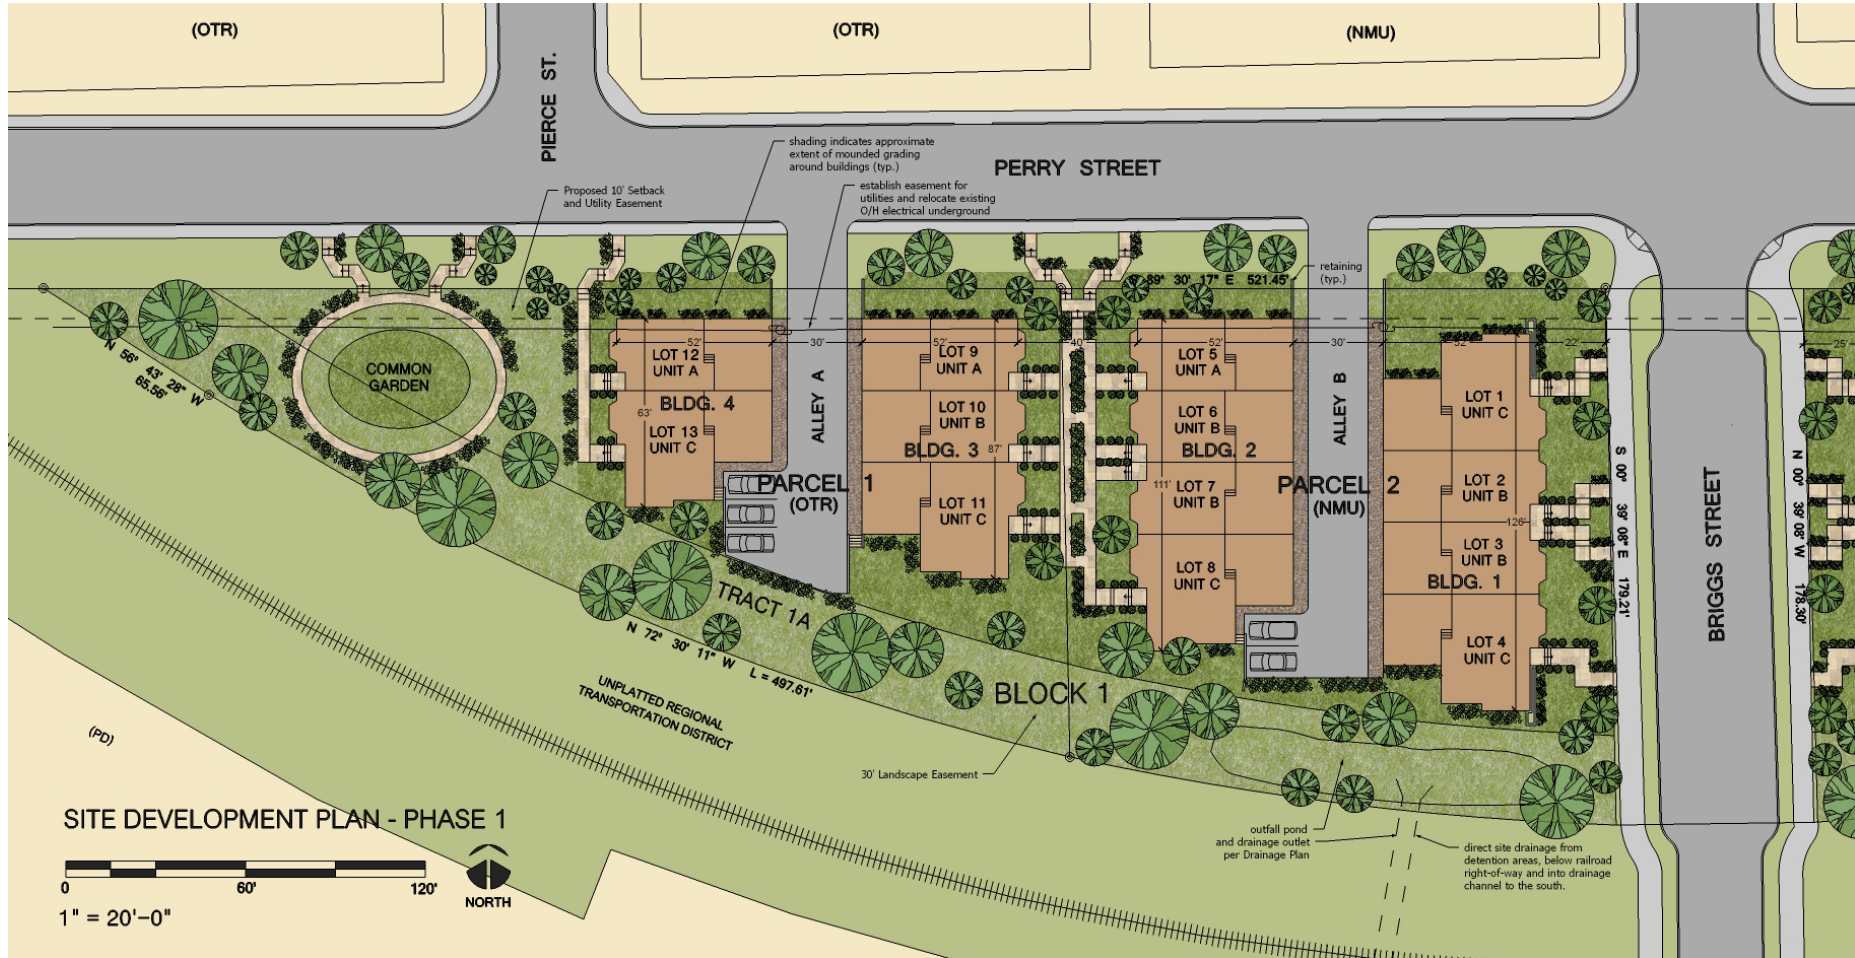 (OTR)
(OTR)
(NMU)
PIERCE ST.
PERRY STREET
shading indicates approximate
extent of mounded grading
around buildings (typ.)
establish easement for
utilities and relocate existing
O/H electrical underground
Proposed 10' Setback
and Utility Easement
retaining
(typ.)
89° 30' 17" E 521.45'
N 56° 43' 28" W
65.56'
COMMON
GARDEN
52'
30'
52'
40'
52'
30'
52'
22'
25'
LOT 12
UNIT A
BLDG. 4
63'
LOT 13
UNIT C
ALLEY A
LOT 9
UNIT A
LOT 10
UNIT B
BLDG. 3
87'
LOT 11
UNIT C
PARCEL 1
(OTR)
LOT 5
UNIT A
LOT 6
UNIT B
BLDG. 2
111'
LOT 7
UNIT B
LOT 8
UNIT C
ALLEY B
PARCEL 2
(NMU)
LOT 1
UNIT C
LOT 2
UNIT B
126'
LOT 3
UNIT B
BLDG. 1
LOT 4
UNIT C
S 00° 39' 08" E 179.21'
BRIGGS STREET
N 00° 39' 08" W 178.30'
TRACT 1A
N 72° 30' 11" W L = 497.61'
BLOCK 1
UNPLATTED REGIONAL
TRANSPORTATION DISTRICT
(PD)
30' Landscape Easement
outfall pond
and drainage outlet
per Drainage Plan
direct site drainage from
detention areas, below railroad
right-of-way and into drainage
channel to the south.
SITE DEVELOPMENT PLAN - PHASE 1
0 60' 120'
NORTH
1" = 20'-0"